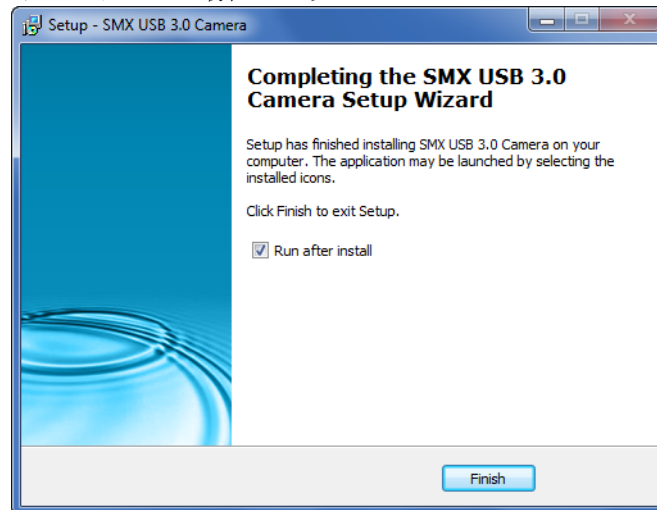 Setup - SMX USB 3.0 Camera
Completing the SMX USB 3.0
Camera Setup Wizard
Setup has finished installing SMX USB 3.0 Camera on your
computer. The application may be launched by selecting the
installed icons.
Click Finish to exit Setup.
Run after install
Finish